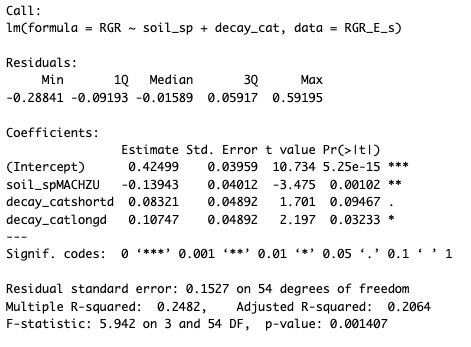 Call:
lm(formula = RGR ~ soil_sp + decay_cat, data = RGR_E_s)
Residuals:
Min 1Q Median 3Q Max
-0.28841 -0.09193 -0.01589 0.05917 0.59195
Coefficients:
Estimate Std. Error t value Pr(>|t|)
(Intercept) 0.42499 0.03959 10.734 5.25e-15 ***
soil_spMACHZU -0.13943 0.04012 -3.475 0.00102 **
decay_catshortd 0.08321 0.04892 1.701 0.09467 .
decay_catlongd 0.10747 0.04892 2.197 0.03233 *
---
Signif. codes: 0 ‘***’ 0.001 ‘**’ 0.01 ‘*’ 0.05 ‘.’ 0.1 ‘ ’ 1
Residual standard error: 0.1527 on 54 degrees of freedom
Multiple R-squared: 0.2482, Adjusted R-squared: 0.2064
F-statistic: 5.942 on 3 and 54 DF, p-value: 0.001407